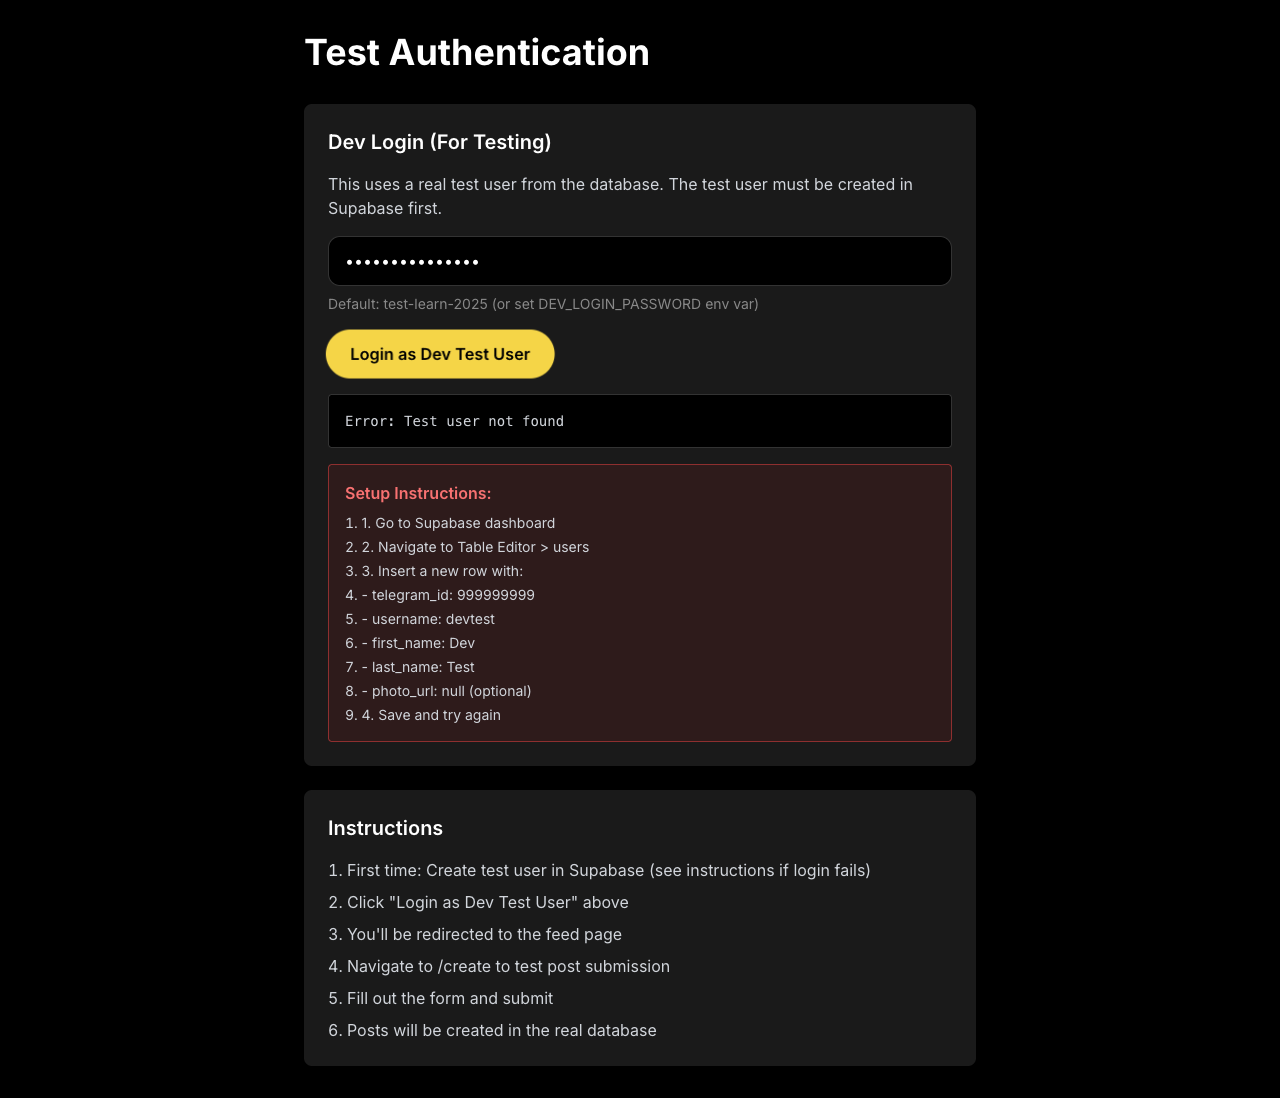 Test Authentication
Dev Login (For Testing)
This uses a real test user from the database. The test user must be created in
Supabase first.
•••••••••••••••
Default: test-learn-2025 (or set DEV_LOGIN_PASSWORD env var)
Login as Dev Test User
Error: Test user not found
Setup Instructions:
1. 1. Go to Supabase dashboard
2. 2. Navigate to Table Editor > users
3. 3. Insert a new row with:
4. - telegram_id: 999999999
5. - username: devtest
6. - first_name: Dev
7. - last_name: Test
8. - photo_url: null (optional)
9. 4. Save and try again
Instructions
1. First time: Create test user in Supabase (see instructions if login fails)
2. Click "Login as Dev Test User" above
3. You'll be redirected to the feed page
4. Navigate to /create to test post submission
5. Fill out the form and submit
6. Posts will be created in the real database